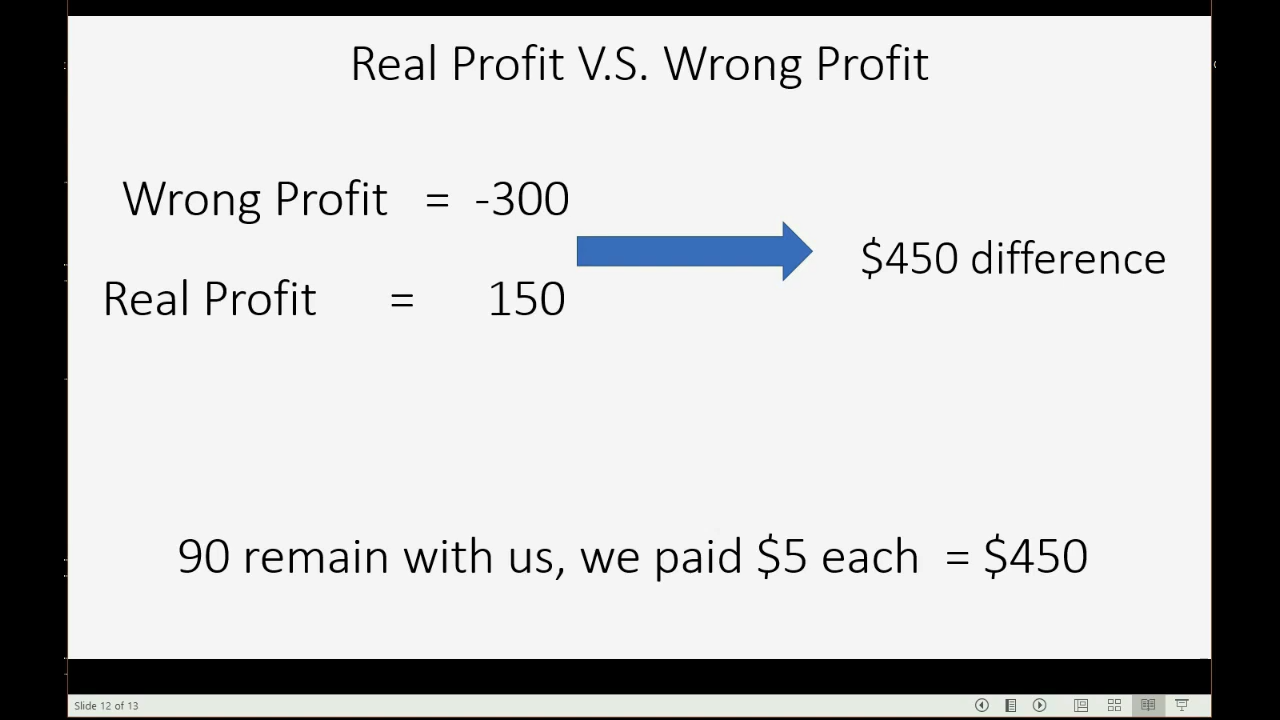 Real Profit V.S. Wrong Profit
Wrong Profit = -300
$450 difference
Real Profit = 150
90 remain with us, we paid $5 each = $450
Slide 12 of 13